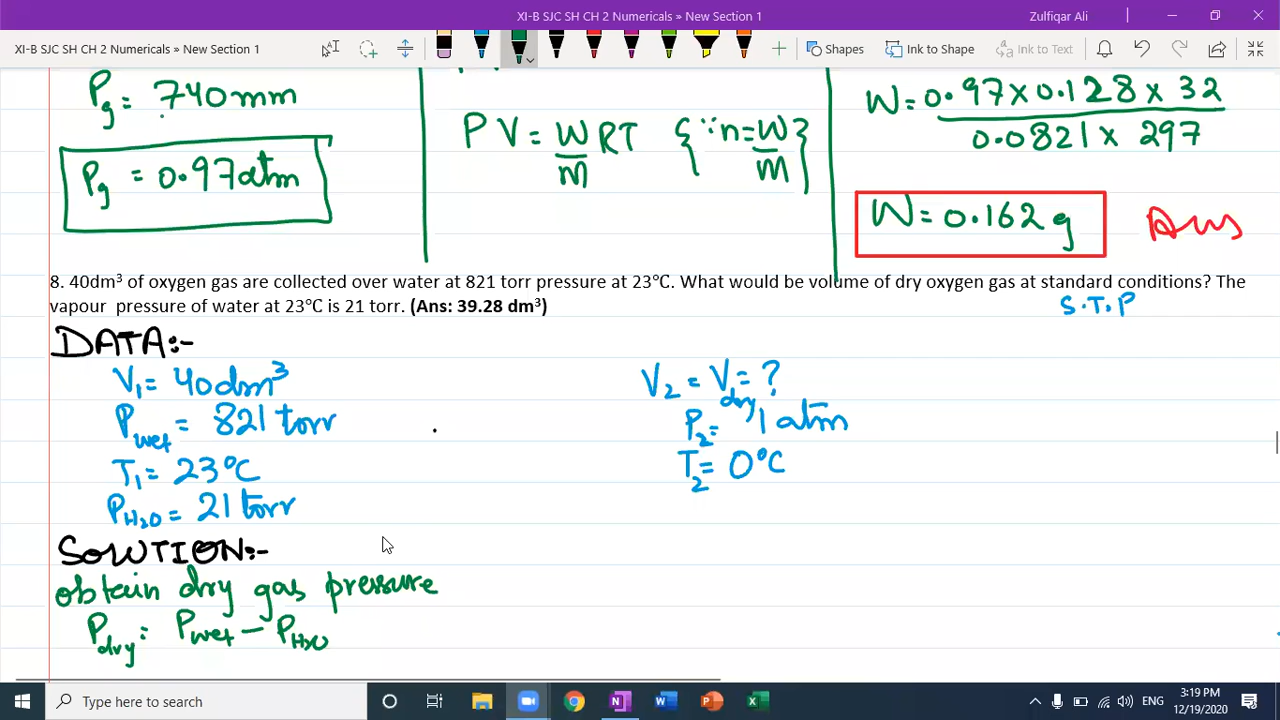 XI-B SJC SH CH 2 Numericals » New Section 1
Zulfiqar Ali
XI-B SJC SH CH 2 Numericals » New Section 1
Shapes
Ink to Shape
Ink to Text
Pg = 740mm
Pg = 0.97atm
PV = W/M RT {∵n=W/M}
W = 0.97 x 0.128 x 32
0.0821 x 297
W = 0.162 g Ans
8. 40dm³ of oxygen gas are collected over water at 821 torr pressure at 23°C. What would be volume of dry oxygen gas at standard conditions? The
vapour pressure of water at 23°C is 21 torr. (Ans: 39.28 dm³)
S.T.P
DATA:-
V₁ = 40dm³
Pwet = 821 torr
T₁ = 23°C
PH₂O = 21 torr
V₂ = Vdry = ?
P₂ = 1 atm
T₂ = 0°C
SOLUTION:-
obtain dry gas pressure
Pdry = Pwet - PH₂O
Type here to search
ENG
3:19 PM
12/19/2020